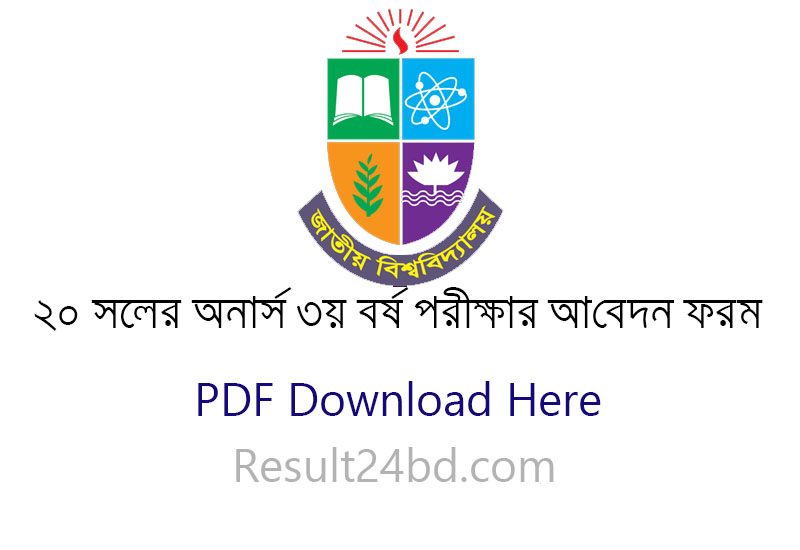 জাতীয় বিশ্ববিদ্যালয়
২০ সলের অনার্স ৩য় বর্ষ পরীক্ষার আবেদন ফরম
PDF Download Here
Result24bd.com